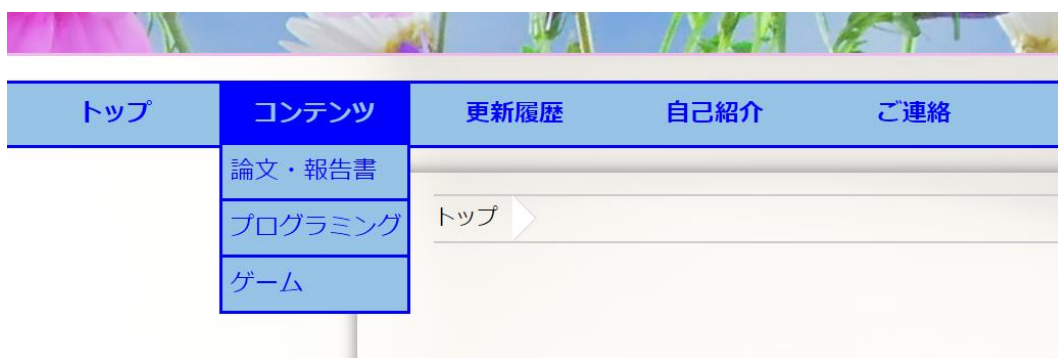 トップ コンテンツ 更新履歴 自己紹介 ご連絡
論文・報告書
プログラミング
ゲーム
トップ